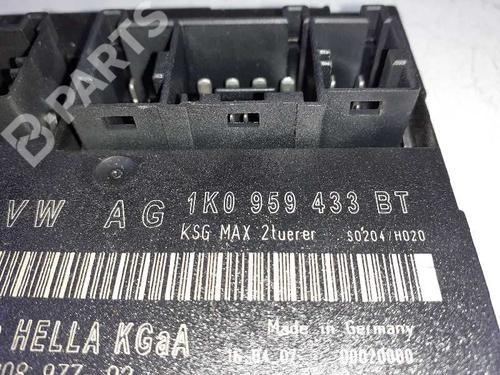 B-PARTS
VW AG 1K0 959 433 BT
KSG MAX 2tuerer S0204/H020
HELLA KGaA
Made in Germany
16.04.07 00020000